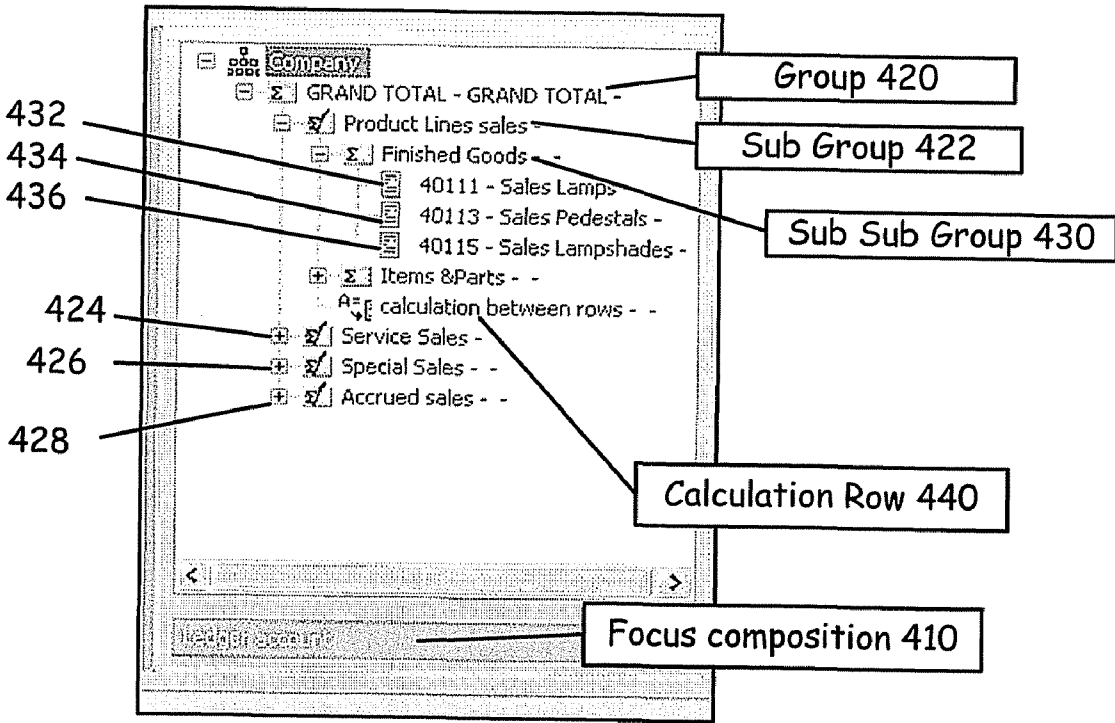 Company
GRAND TOTAL - GRAND TOTAL -
Group 420
432
Product Lines sales -
Sub Group 422
434
Finished Goods - -
436
40111 - Sales Lamps
40113 - Sales Pedestals -
Sub Sub Group 430
40115 - Sales Lampshades -
Items &Parts - -
424
calculation between rows - -
Service Sales -
426
Special Sales - -
428
Accrued sales - -
Calculation Row 440
Ledger account
Focus composition 410